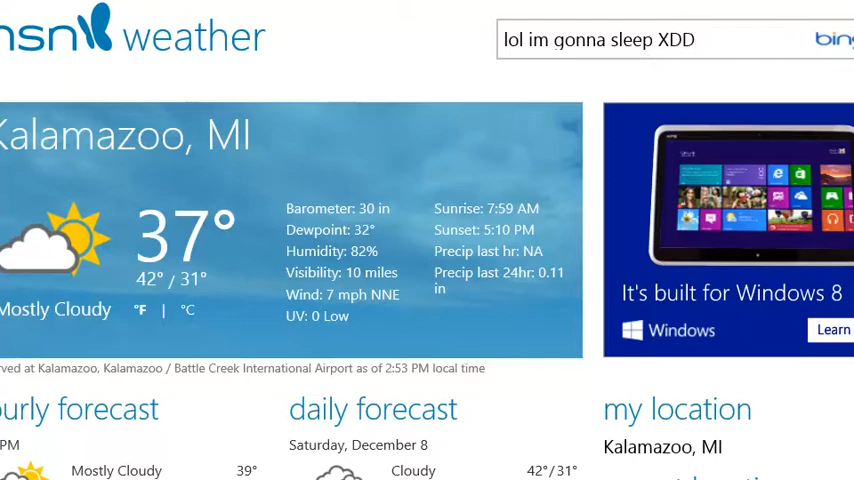 msn weather
lol im gonna sleep XDD
bing
Kalamazoo, MI
37°
42° / 31°
Mostly Cloudy
°F | °C
Barometer: 30 in
Dewpoint: 32°
Humidity: 82%
Visibility: 10 miles
Wind: 7 mph NNE
UV: 0 Low
Sunrise: 7:59 AM
Sunset: 5:10 PM
Precip last hr: NA
Precip last 24hr: 0.11
in
It's built for Windows 8
Windows
Learn
rved at Kalamazoo, Kalamazoo / Battle Creek International Airport as of 2:53 PM local time
ourly forecast
PM
Mostly Cloudy 39°
daily forecast
Saturday, December 8
Cloudy 42°/31°
my location
Kalamazoo, MI